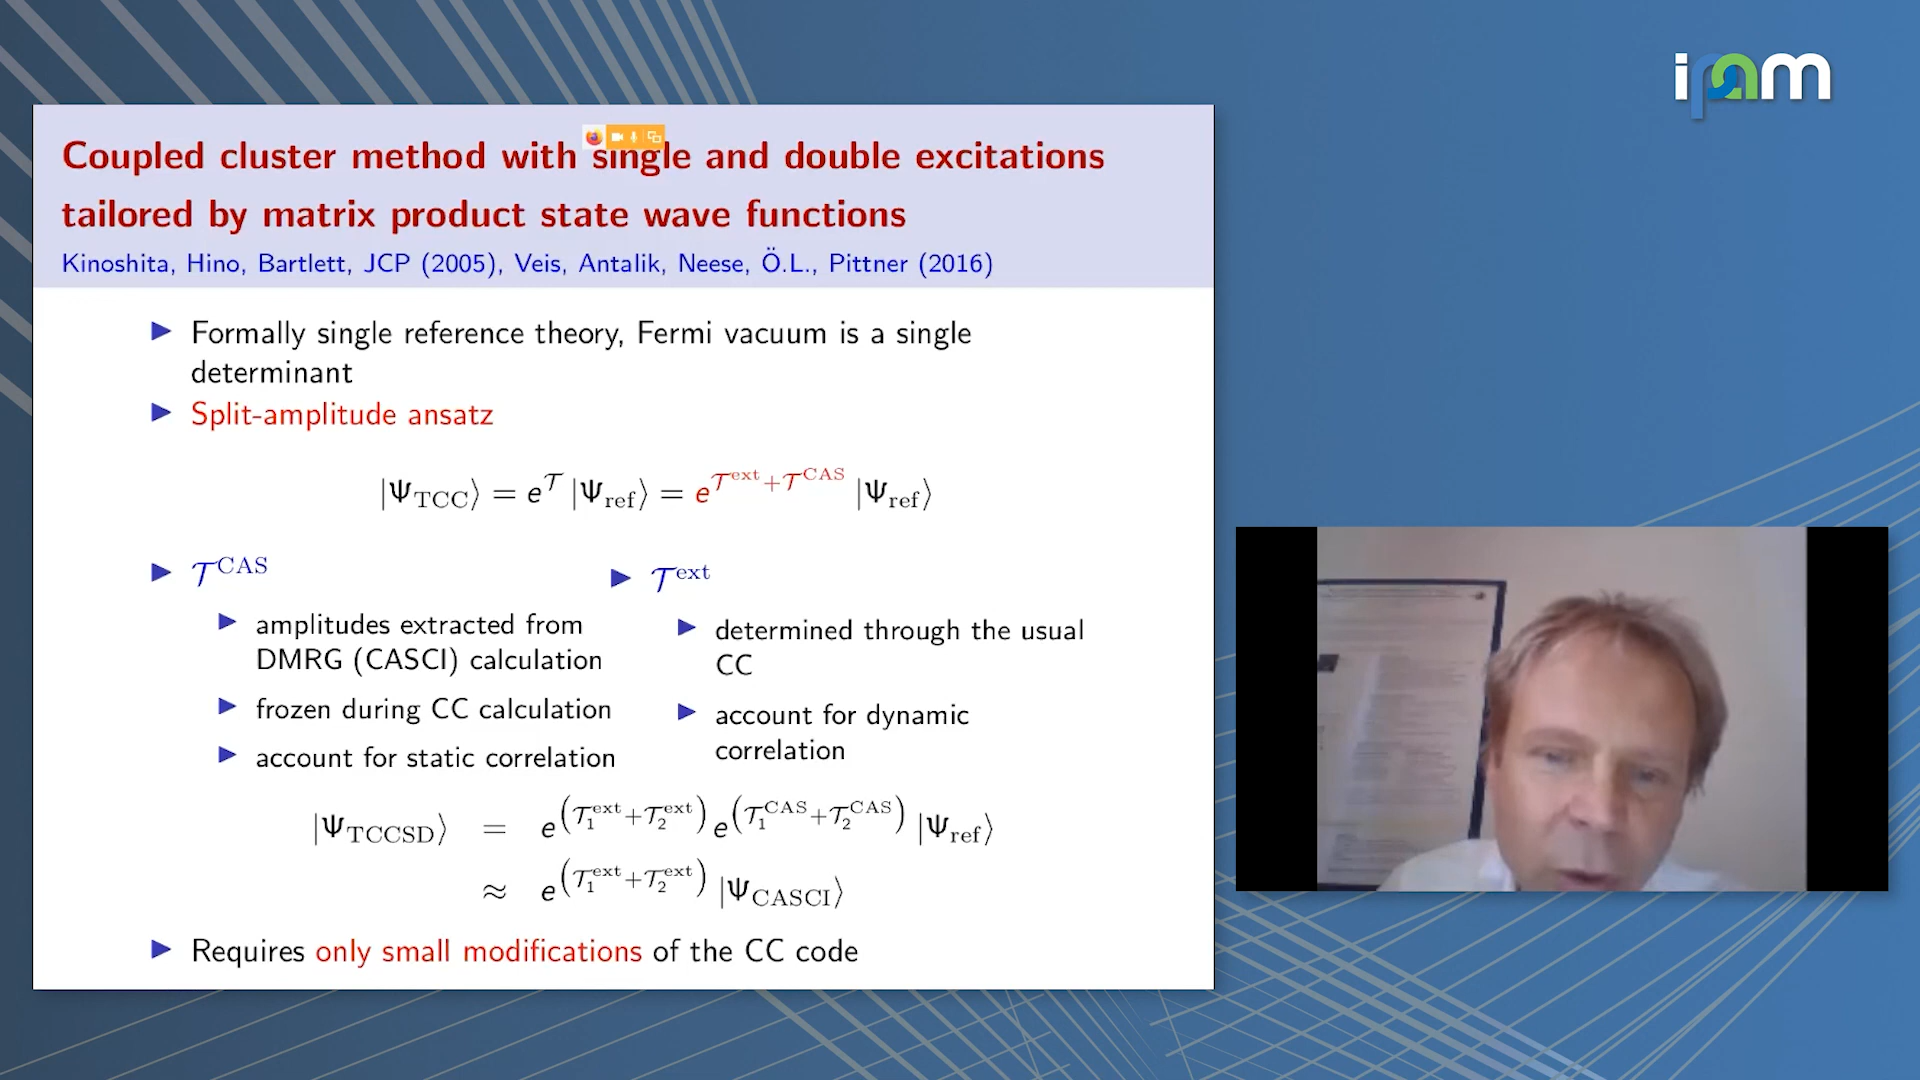 ipam
Coupled cluster method with single and double excitations
tailored by matrix product state wave functions
Kinoshita, Hino, Bartlett, JCP (2005), Veis, Antalik, Neese, Ö.L., Pittner (2016)
▶ Formally single reference theory, Fermi vacuum is a single
determinant
▶ Split-amplitude ansatz
|Ψ_TCC⟩ = e^𝒯 |Ψ_ref⟩ = e^(𝒯^ext+𝒯^CAS) |Ψ_ref⟩
▶ 𝒯^CAS
▶ amplitudes extracted from
DMRG (CASCI) calculation
▶ frozen during CC calculation
▶ account for static correlation
▶ 𝒯^ext
▶ determined through the usual
CC
▶ account for dynamic
correlation
|Ψ_TCCSD⟩ = e^(𝒯_1^ext+𝒯_2^ext) e^(𝒯_1^CAS+𝒯_2^CAS) |Ψ_ref⟩
≈ e^(𝒯_1^ext+𝒯_2^ext) |Ψ_CASCI⟩
▶ Requires only small modifications of the CC code